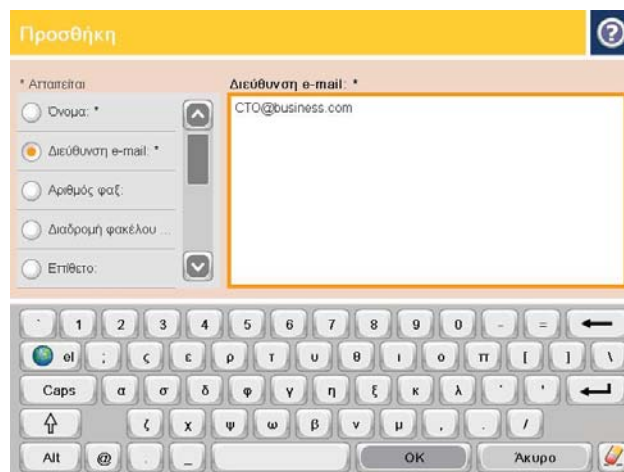 Προσθήκη
?
* Απαιτείται
Διεύθυνση e-mail: *
Όνομα: *
CTO@business.com
Διεύθυνση e-mail: *
Αριθμός φαξ:
Διαδρομή φακέλου ...
Επίθετο:
` 1 2 3 4 5 6 7 8 9 0 - =
el ; ς ε ρ τ υ θ ι ο π [ ] \
Caps α σ δ φ γ η ξ κ λ ΄ '
ζ χ ψ ω β ν μ , . /
Alt @ . _ OK Άκυρο